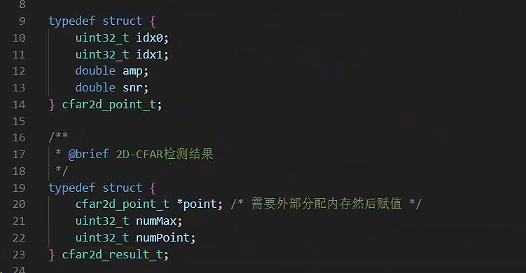 8
9 typedef struct {
10 uint32_t idx0;
11 uint32_t idx1;
12 double amp;
13 double snr;
14 } cfar2d_point_t;
15
16 /**
17 * @brief 2D-CFAR检测结果
18 */
19 typedef struct {
20 cfar2d_point_t *point; /* 需要外部分配内存然后赋值 */
21 uint32_t numMax;
22 uint32_t numPoint;
23 } cfar2d_result_t;
24